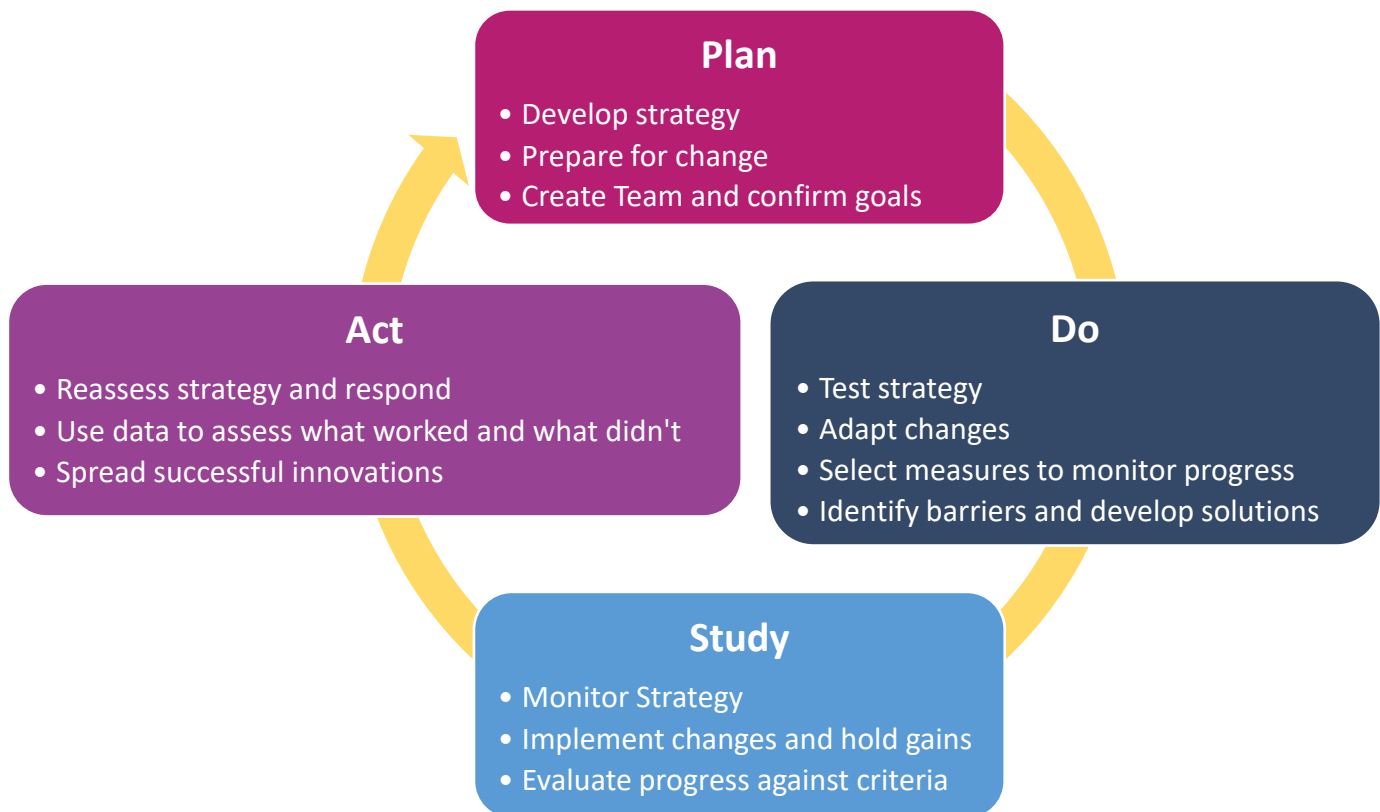 Plan
• Develop strategy
• Prepare for change
• Create Team and confirm goals
Do
• Test strategy
• Adapt changes
• Select measures to monitor progress
• Identify barriers and develop solutions
Study
• Monitor Strategy
• Implement changes and hold gains
• Evaluate progress against criteria
Act
• Reassess strategy and respond
• Use data to assess what worked and what didn't
• Spread successful innovations